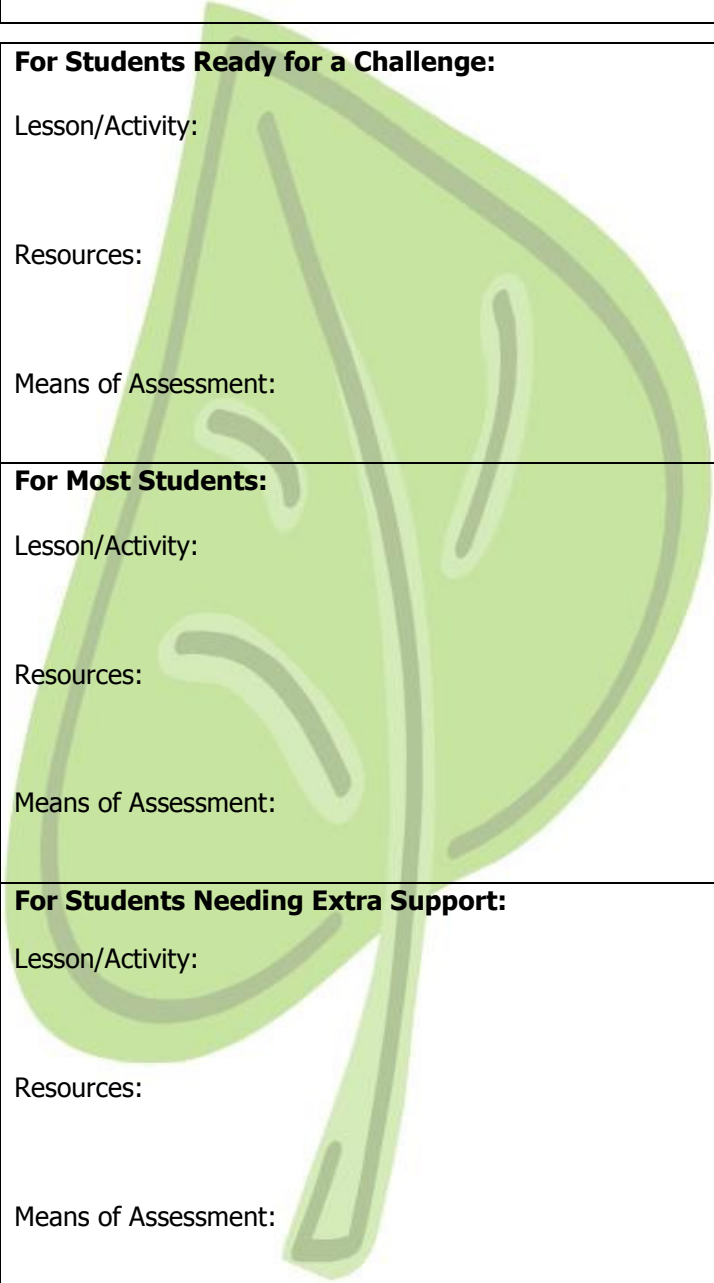 For Students Ready for a Challenge:
Lesson/Activity:
Resources:
Means of Assessment:
For Most Students:
Lesson/Activity:
Resources:
Means of Assessment:
For Students Needing Extra Support:
Lesson/Activity:
Resources:
Means of Assessment: